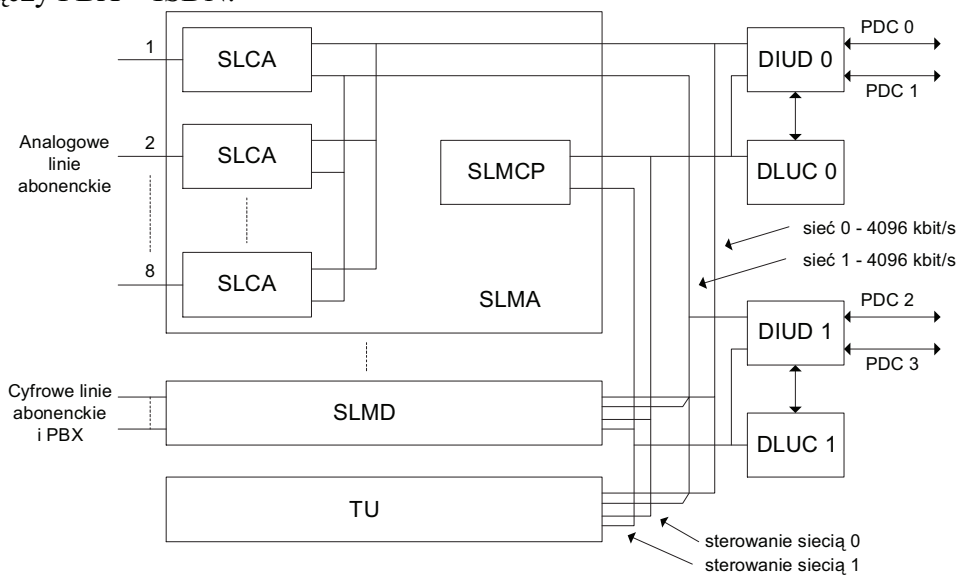 PDC 0
1
SLCA
DIUD 0
PDC 1
Analogowe
linie
abonenckie
2
SLCA
SLMCP
DLUC 0
sieć 0 - 4096 kbit/s
sieć 1 - 4096 kbit/s
8
SLCA
SLMA
PDC 2
DIUD 1
PDC 3
Cyfrowe linie
abonenckie
i PBX
SLMD
DLUC 1
TU
sterowanie siecią 0
sterowanie siecią 1